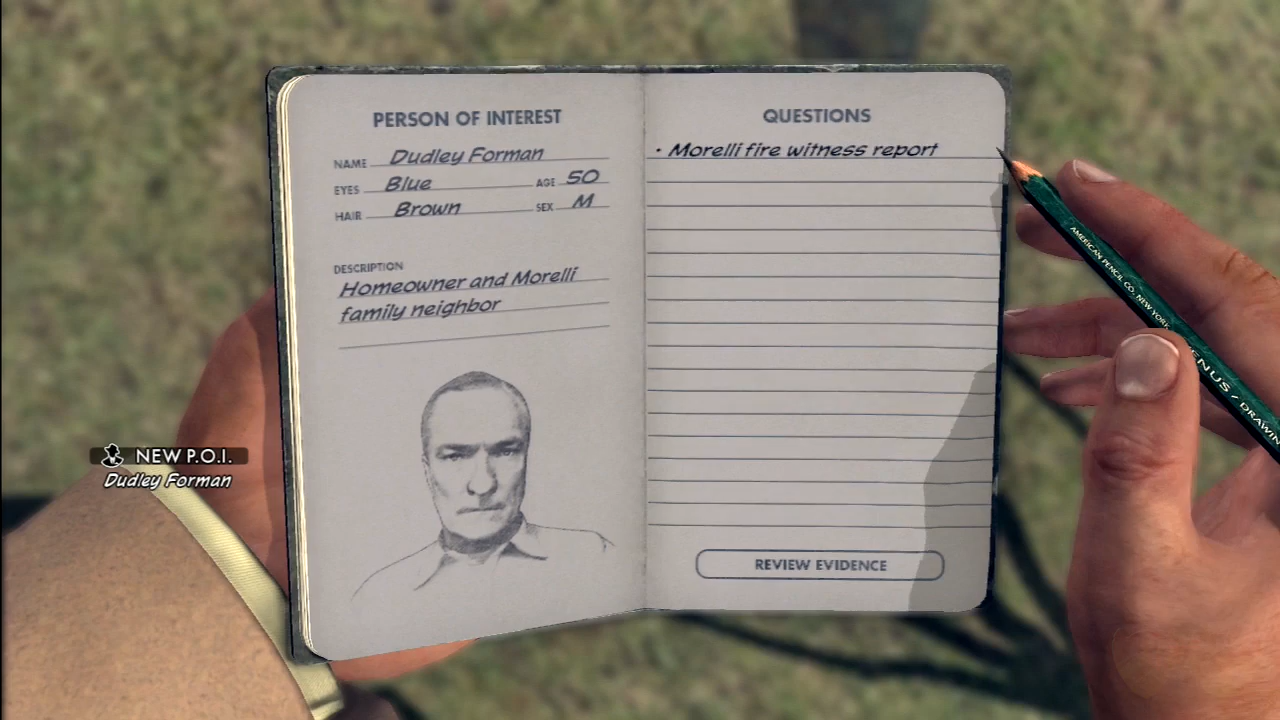 PERSON OF INTEREST
NAME Dudley Forman
EYES Blue AGE 50
HAIR Brown SEX M
DESCRIPTION
Homeowner and Morelli
family neighbor
QUESTIONS
• Morelli fire witness report
REVIEW EVIDENCE
NEW P.O.I.
Dudley Forman
AMERICAN PENCIL CO. NEW YORK
VENUS / DRAWIN